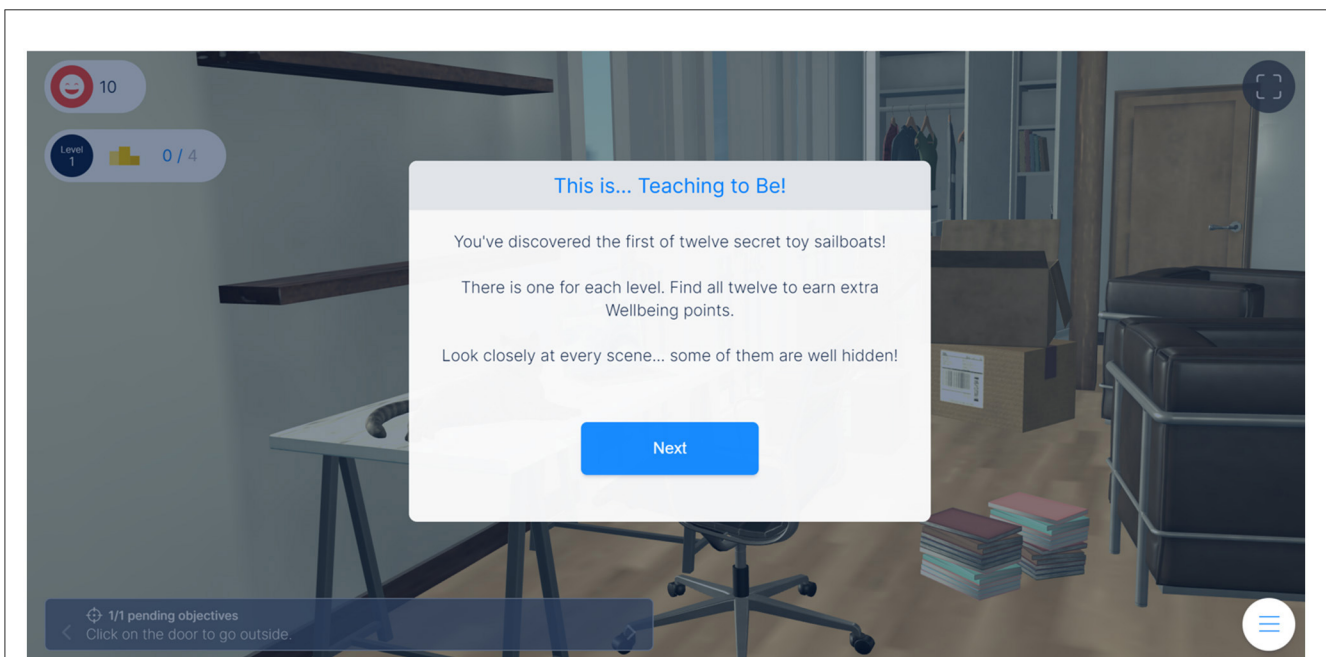 10
Level
1
0 / 4
This is... Teaching to Be!
You've discovered the first of twelve secret toy sailboats!
There is one for each level. Find all twelve to earn extra
Wellbeing points.
Look closely at every scene... some of them are well hidden!
Next
1/1 pending objectives
Click on the door to go outside.